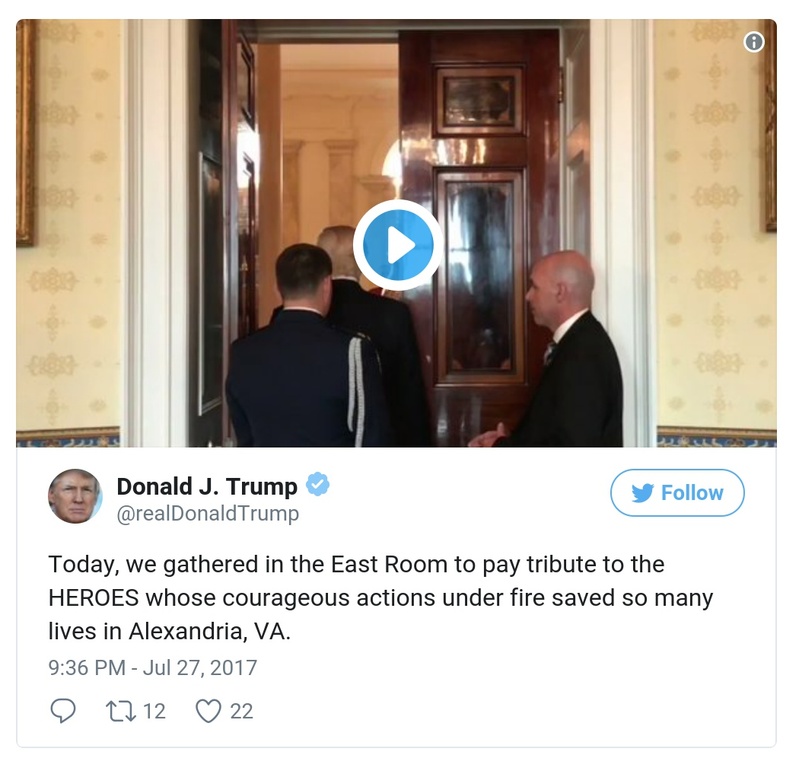 Donald J. Trump
@realDonaldTrump
Follow
Today, we gathered in the East Room to pay tribute to the
HEROES whose courageous actions under fire saved so many
lives in Alexandria, VA.
9:36 PM - Jul 27, 2017
12 22